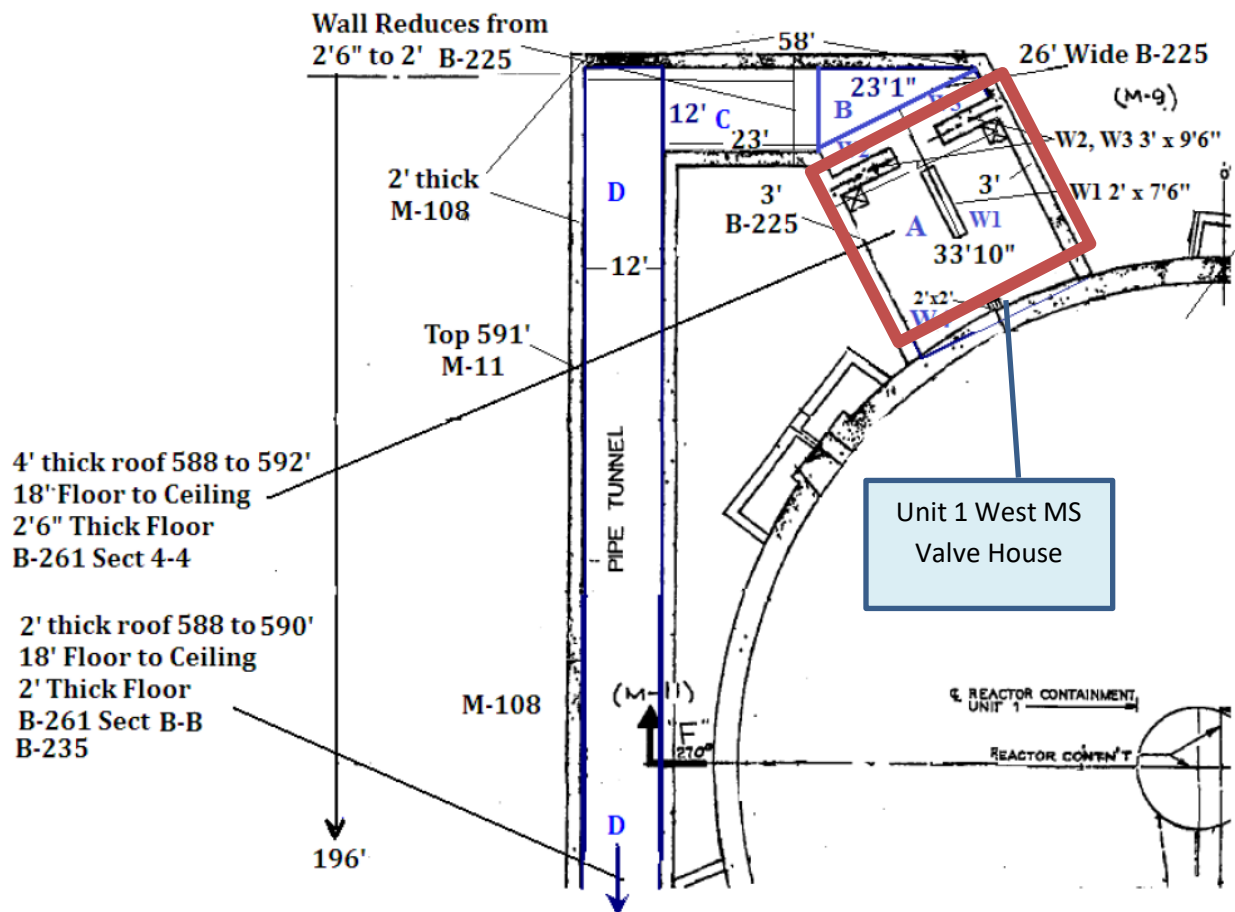 Wall Reduces from
2'6" to 2' B-225
58'
26' Wide B-225
(M-9)
23'1"
B
W3
12' C
23'
W2
W2, W3 3' x 9'6"
2' thick
M-108
D
3'
B-225
3'
W1 2' x 7'6"
A
W1
33'10"
0'
12'
2'x2'
Top 591'
M-11
PIPE TUNNEL
4' thick roof 588 to 592'
18' Floor to Ceiling
2'6" Thick Floor
B-261 Sect 4-4
Unit 1 West MS
Valve House
2' thick roof 588 to 590'
18' Floor to Ceiling
2' Thick Floor
B-261 Sect B-B
B-235
M-108
(M-11)
"F"
270°
℄ REACTOR CONTAINMENT
UNIT 1
REACTOR CONTN'T
D
196'